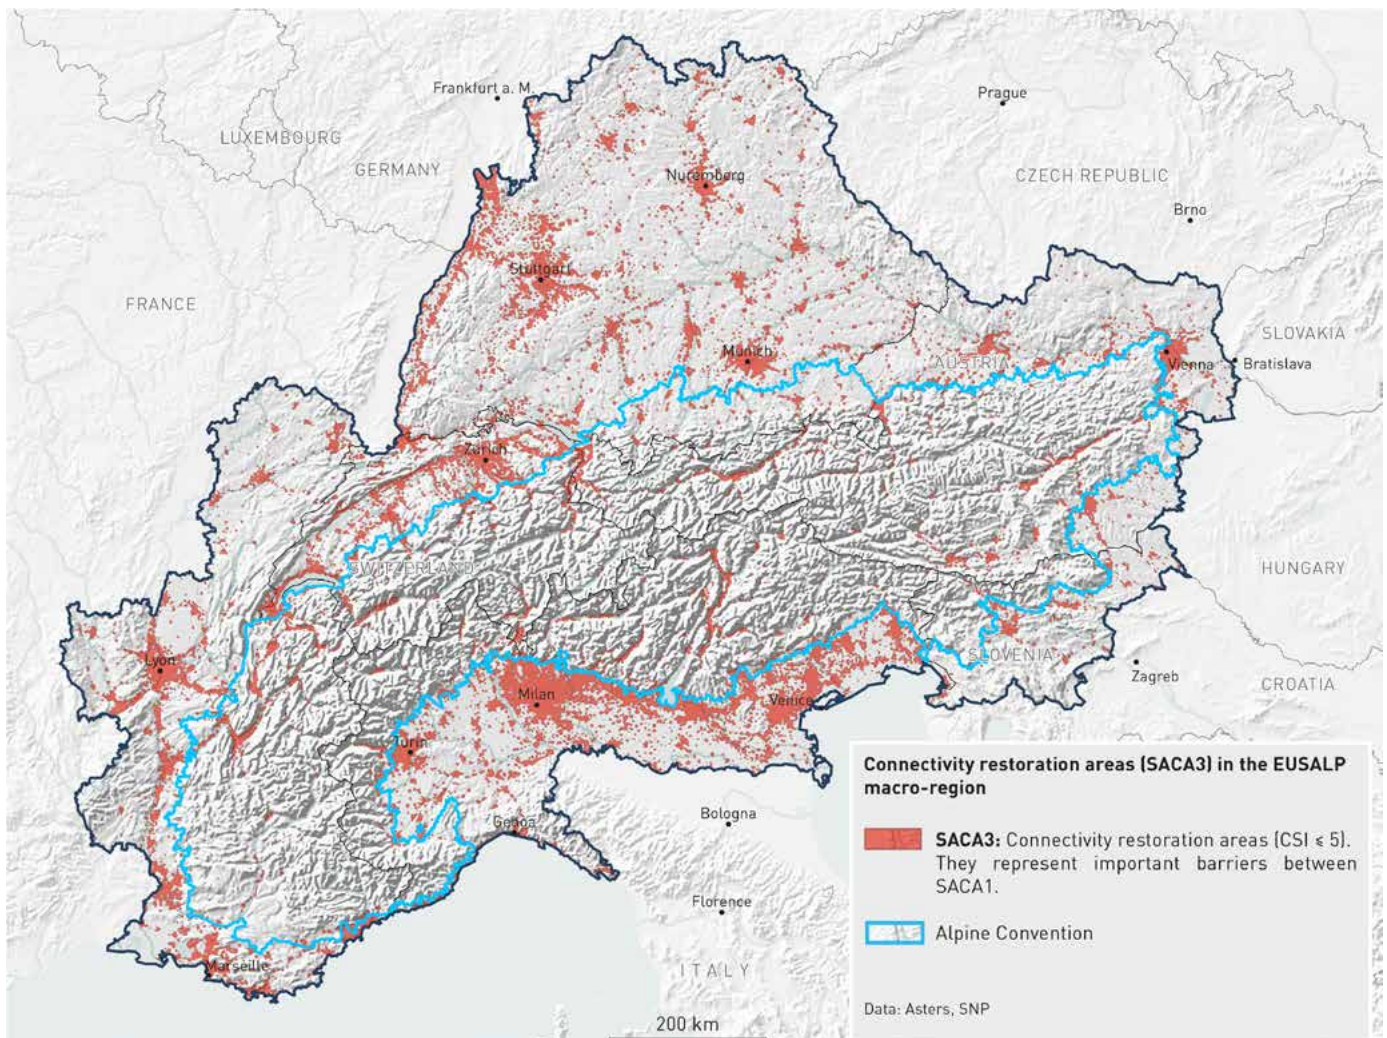 Frankfurt a. M.
Prague
LUXEMBOURG
GERMANY
CZECH REPUBLIC
Nuremberg
Brno
Stuttgart
FRANCE
SLOVAKIA
Munich
AUSTRIA
Vienna
Bratislava
Zurich
SWITZERLAND
HUNGARY
Lyon
SLOVENIA
Zagreb
CROATIA
Milan
Venice
Turin
Bologna
Genoa
Florence
Marseille
ITALY
200 km
Connectivity restoration areas (SACA3) in the EUSALP
macro-region
SACA3: Connectivity restoration areas (CSI ≤ 5).
They represent important barriers between
SACA1.
Alpine Convention
Data: Asters, SNP